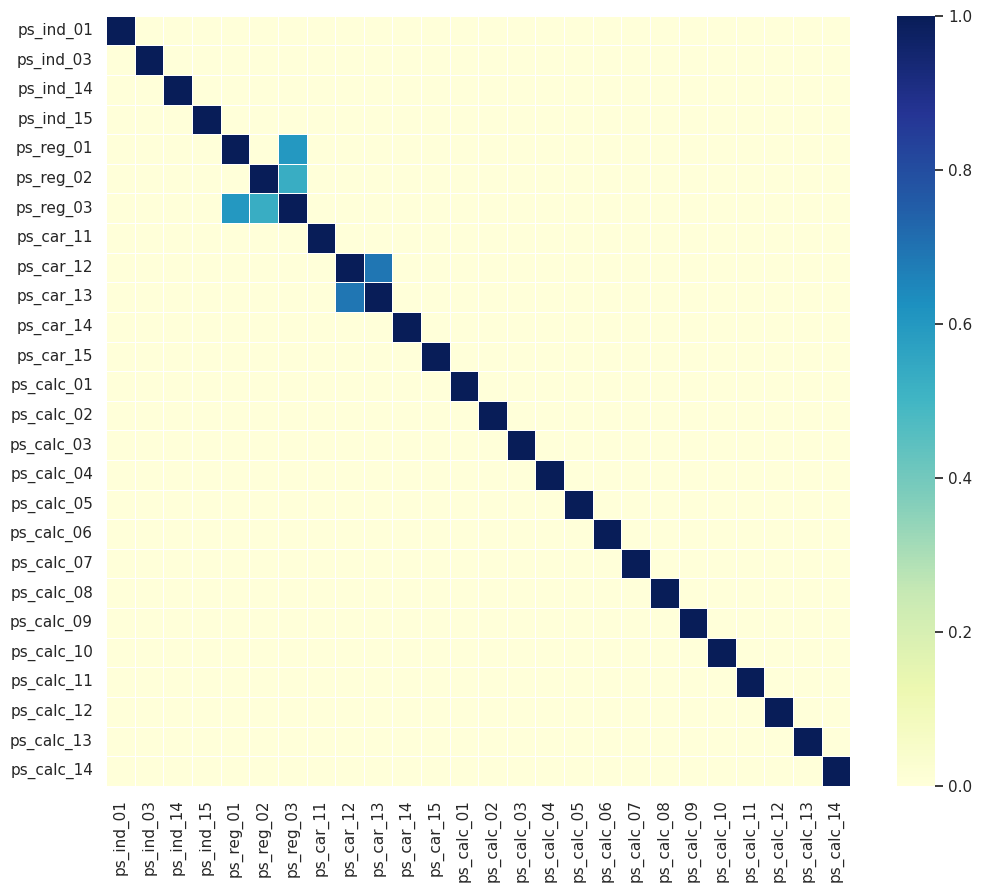 ps_ind_01
ps_ind_03
ps_ind_14
ps_ind_15
ps_reg_01
ps_reg_02
ps_reg_03
ps_car_11
ps_car_12
ps_car_13
ps_car_14
ps_car_15
ps_calc_01
ps_calc_02
ps_calc_03
ps_calc_04
ps_calc_05
ps_calc_06
ps_calc_07
ps_calc_08
ps_calc_09
ps_calc_10
ps_calc_11
ps_calc_12
ps_calc_13
ps_calc_14
ps_ind_01
ps_ind_03
ps_ind_14
ps_ind_15
ps_reg_01
ps_reg_02
ps_reg_03
ps_car_11
ps_car_12
ps_car_13
ps_car_14
ps_car_15
ps_calc_01
ps_calc_02
ps_calc_03
ps_calc_04
ps_calc_05
ps_calc_06
ps_calc_07
ps_calc_08
ps_calc_09
ps_calc_10
ps_calc_11
ps_calc_12
ps_calc_13
ps_calc_14
1.0
0.8
0.6
0.4
0.2
0.0